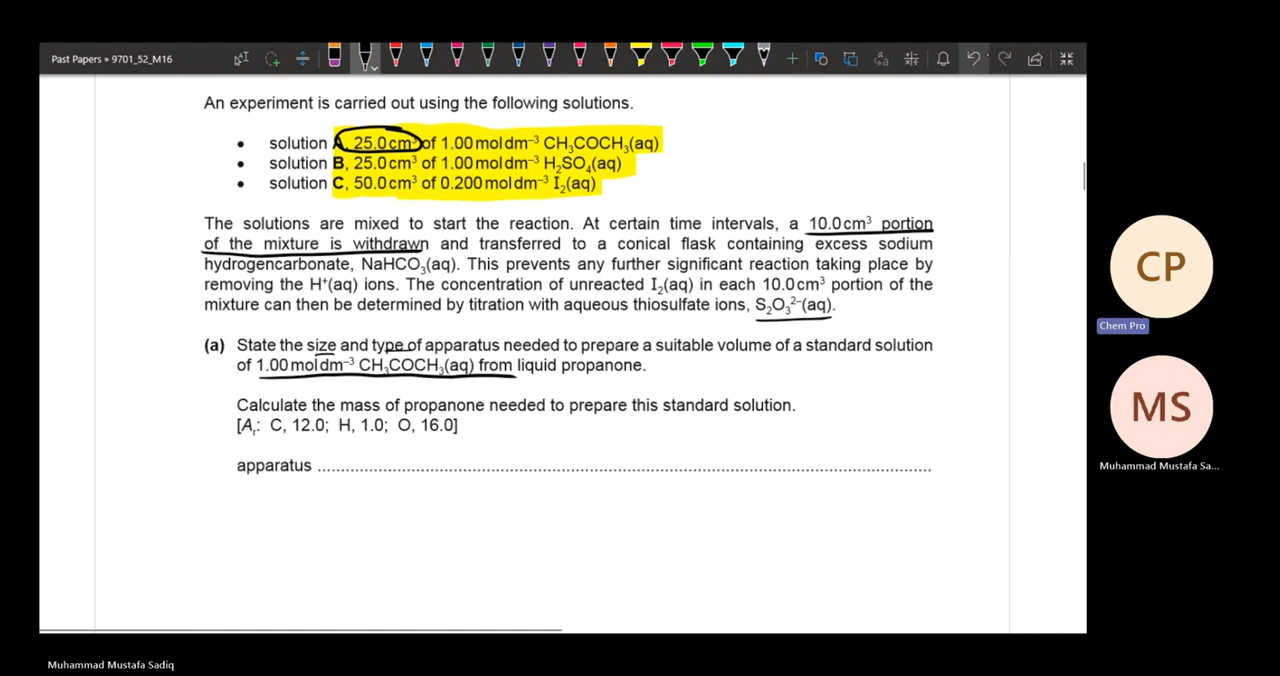 Past Papers » 9701_52_M16
An experiment is carried out using the following solutions.
• solution A, 25.0 cm³ of 1.00 mol dm⁻³ CH₃COCH₃(aq)
• solution B, 25.0 cm³ of 1.00 mol dm⁻³ H₂SO₄(aq)
• solution C, 50.0 cm³ of 0.200 mol dm⁻³ I₂(aq)
The solutions are mixed to start the reaction. At certain time intervals, a 10.0 cm³ portion
of the mixture is withdrawn and transferred to a conical flask containing excess sodium
hydrogencarbonate, NaHCO₃(aq). This prevents any further significant reaction taking place by
removing the H⁺(aq) ions. The concentration of unreacted I₂(aq) in each 10.0 cm³ portion of the
mixture can then be determined by titration with aqueous thiosulfate ions, S₂O₃²⁻(aq).
(a) State the size and type of apparatus needed to prepare a suitable volume of a standard solution
of 1.00 mol dm⁻³ CH₃COCH₃(aq) from liquid propanone.
Calculate the mass of propanone needed to prepare this standard solution.
[Aᵣ: C, 12.0; H, 1.0; O, 16.0]
apparatus ....................................................................................................
CP
Chem Pro
MS
Muhammad Mustafa Sa...
Muhammad Mustafa Sadiq